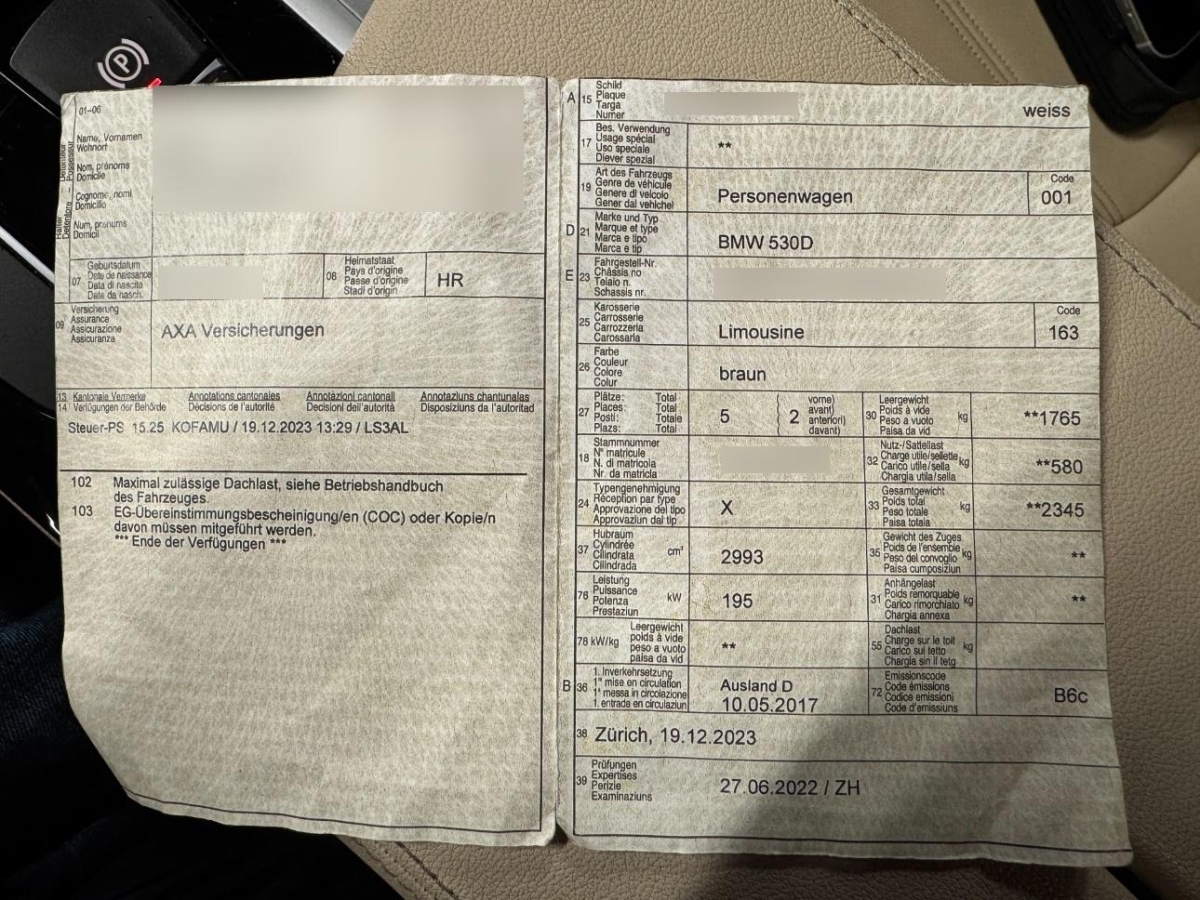 P
01-06
Halter
Détenteur
Detentore
Possessur
Name, Vornamen
Wohnort
Nom, prénoms
Domicile
Cognome, nomi
Domicilio
Num, prenums
Domicil
07
Geburtsdatum
Date de naissance
Data di nascita
Data da nasch.
08
Heimatstaat
Pays d'origine
Paese d'origine
Stadi d'origin
HR
09
Versicherung
Assurance
Assicurazione
Assicuranza
AXA Versicherungen
13 Kantonale Vermerke Annotations cantonales Annotazioni cantonali Annotaziuns chantunalas
14 Verfügungen der Behörde Décisions de l'autorité Decisioni dell'autorità Disposiziuns da l'autoritad
Steuer-PS 15.25 KOFAMU / 19.12.2023 13:29 / LS3AL
102 Maximal zulässige Dachlast, siehe Betriebshandbuch
des Fahrzeuges.
103 EG-Übereinstimmungsbescheinigung/en (COC) oder Kopie/n
davon müssen mitgeführt werden.
*** Ende der Verfügungen ***
A 15
Schild
Plaque
Targa
Numer
weiss
17
Bes. Verwendung
Usage spécial
Uso speciale
Diever spezial
**
19
Art des Fahrzeugs
Genre de véhicule
Genere di veicolo
Gener dal vehichel
Personenwagen
Code
001
D 21
Marke und Typ
Marque et type
Marca e tipo
Marca e tip
BMW 530D
E 23
Fahrgestell-Nr.
Châssis no
Telaio n.
Schassis nr.
25
Karosserie
Carrosserie
Carrozzeria
Carossaria
Limousine
Code
163
26
Farbe
Couleur
Colore
Colur
braun
27
Plätze: Total
Places: Total
Posti: Totale
Plazs: Total
5
2
vorne)
avant)
anteriori)
davant)
30
Leergewicht
Poids à vide
Peso a vuoto
Paisa da vid
kg
**1765
18
Stammnummer
N° matricule
N. di matricola
Nr. da matricla
32
Nutz-/Sattellast
Charge utile/sellette
Carico utile/sella
Chargia utila/sella
kg
**580
24
Typengenehmigung
Réception par type
Approvazione del tipo
Approvaziun dal tip
X
33
Gesamtgewicht
Poids total
Peso totale
Paisa totala
kg
**2345
37
Hubraum
Cylindrée
Cilindrata
Cilindrada
cm³
2993
35
Gewicht des Zuges
Poids de l'ensemble
Peso del convoglio
Paisa cumposiziun
kg
**
76
Leistung
Puissance
Potenza
Prestaziun
kW
195
31
Anhängelast
Poids remorquable
Carico rimorchiato
Chargia annexa
kg
**
78 kW/kg
Leergewicht
poids à vide
peso a vuoto
paisa da vid
**
55
Dachlast
Charge sur le toit
Carico sul tetto
Chargia sin il tetg
kg
B 36
1. Inverkehrsetzung
1re mise en circulation
1a messa in circolazione
1. entrada en circulaziun
Ausland D
10.05.2017
72
Emissionscode
Code émissions
Codice emissioni
Code d'emissiuns
B6c
38 Zürich, 19.12.2023
39
Prüfungen
Expertises
Perizie
Examinaziuns
27.06.2022 / ZH